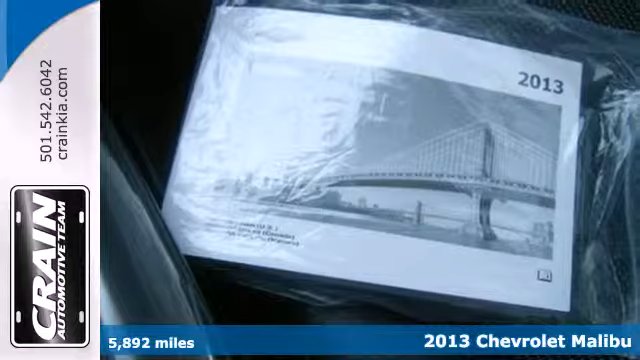 501.542.6042
crainkia.com
CRAIN
AUTOMOTIVE TEAM
2013
5,892 miles
2013 Chevrolet Malibu